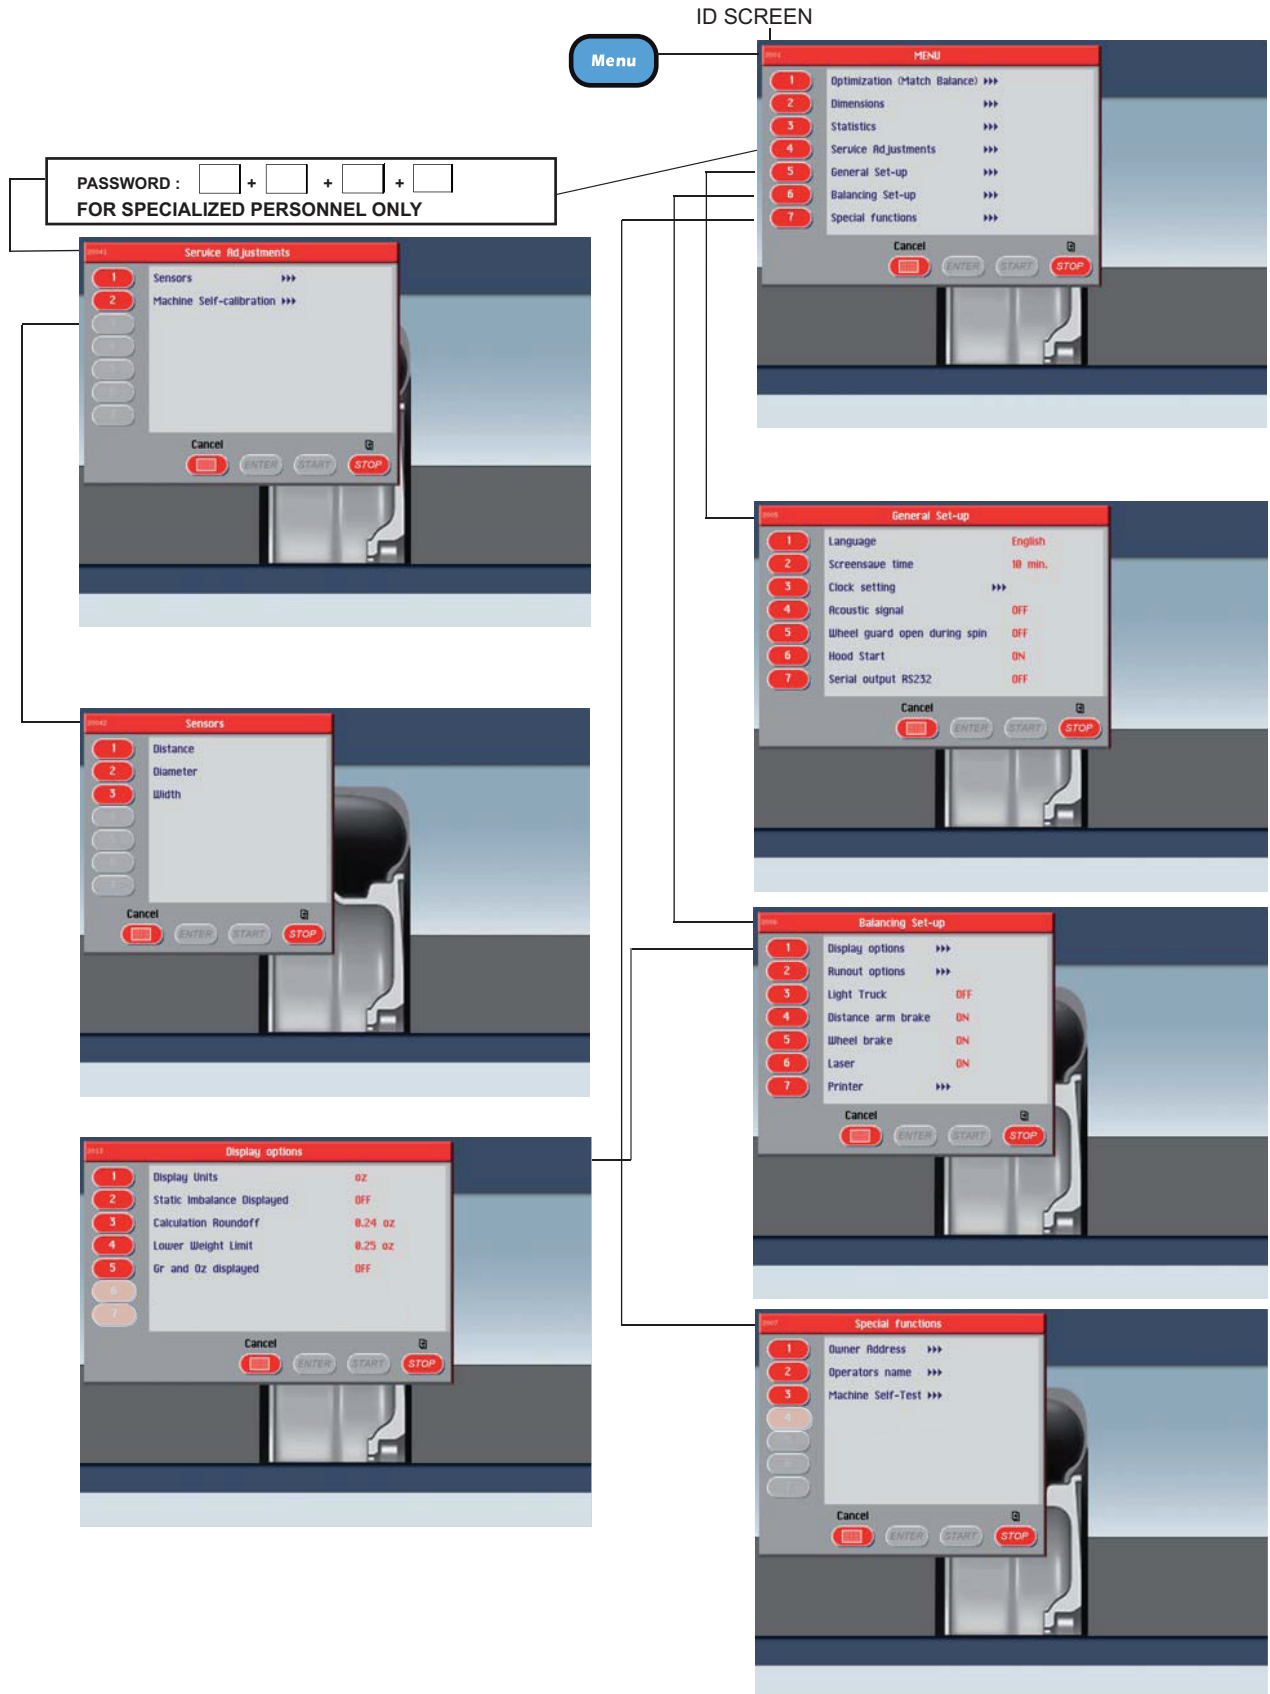 ID SCREEN
Menu
2001 MENU
1 Optimization (Match Balance)
2 Dimensions
3 Statistics
4 Service Adjustments
5 General Set-up
6 Balancing Set-up
7 Special functions
Cancel
ENTER START STOP
PASSWORD : + + +
FOR SPECIALIZED PERSONNEL ONLY
20041 Service Adjustments
1 Sensors
2 Machine Self-calibration
Cancel
ENTER START STOP
2005 General Set-up
1 Language English
2 Screensave time 10 min.
3 Clock setting
4 Acoustic signal OFF
5 Wheel guard open during spin OFF
6 Hood Start ON
7 Serial output RS232 OFF
Cancel
ENTER START STOP
20042 Sensors
1 Distance
2 Diameter
3 Width
Cancel
ENTER START STOP
2006 Balancing Set-up
1 Display options
2 Runout options
3 Light Truck OFF
4 Distance arm brake ON
5 Wheel brake ON
6 Laser ON
7 Printer
Cancel
ENTER START STOP
Display options
1 Display Units oz
2 Static Imbalance Displayed OFF
3 Calculation Roundoff 0.24 oz
4 Lower Weight Limit 0.25 oz
5 Gr and Oz displayed OFF
6
7
Cancel
ENTER START STOP
2007 Special functions
1 Owner Address
2 Operators name
3 Machine Self-Test
4
Cancel
ENTER START STOP